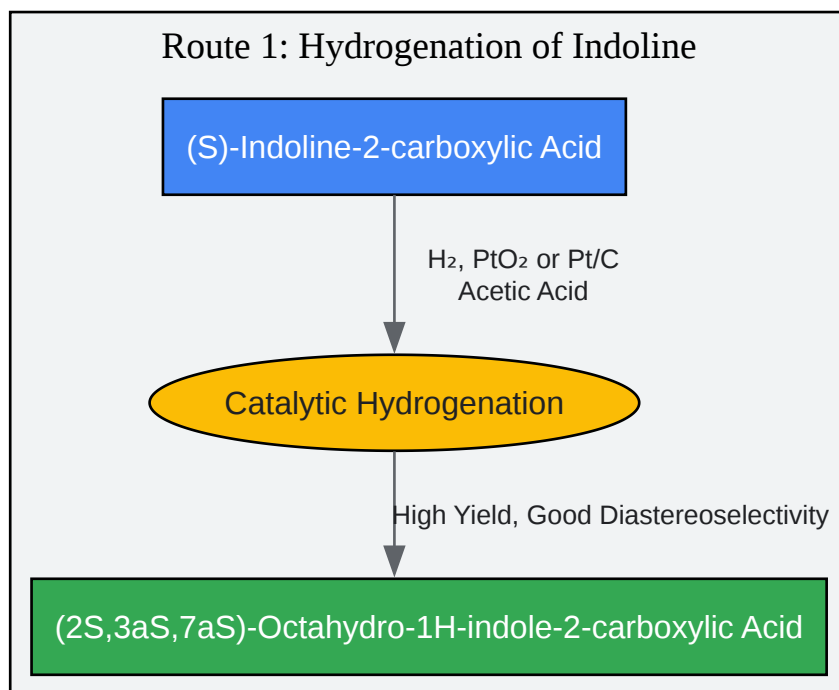 Route 1: Hydrogenation of Indoline
(S)-Indoline-2-carboxylic Acid
H₂, PtO₂ or Pt/C
Acetic Acid
Catalytic Hydrogenation
High Yield, Good Diastereoselectivity
(2S,3aS,7aS)-Octahydro-1H-indole-2-carboxylic Acid